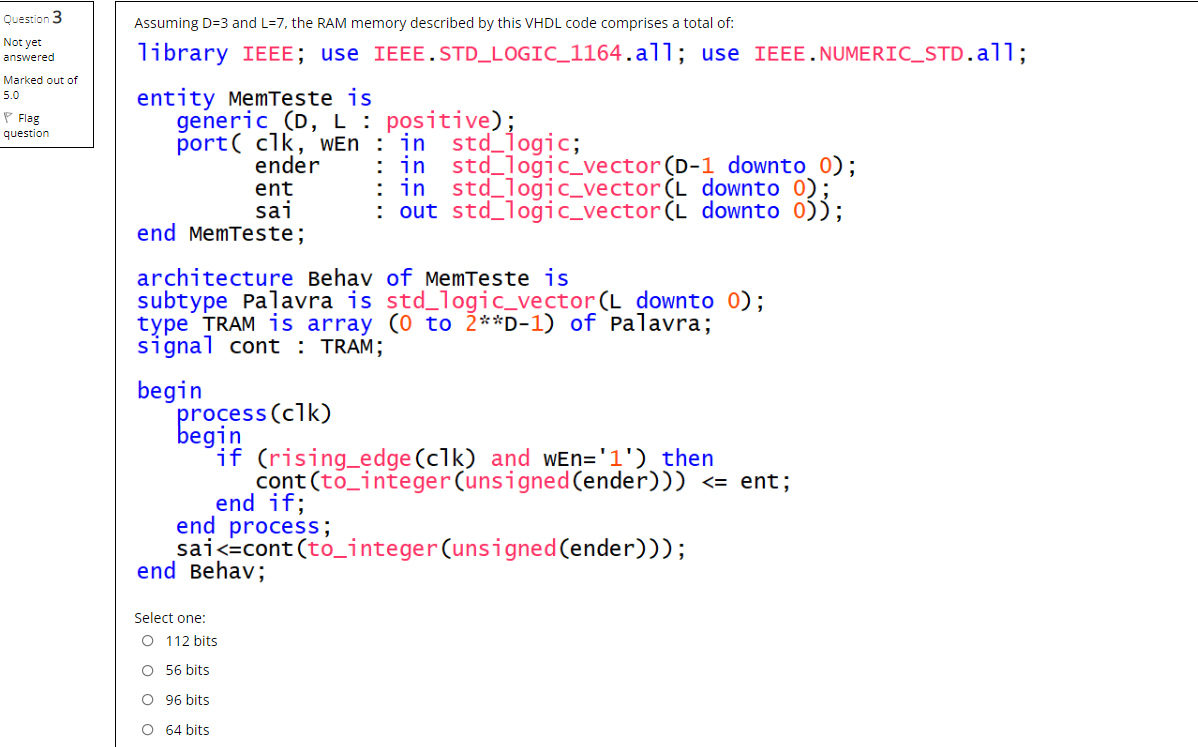 Question 3
Not yet
answered
Marked out of
5.0
Flag
question
Assuming D=3 and L=7, the RAM memory described by this VHDL code comprises a total of:
library IEEE; use IEEE.STD_LOGIC_1164.all; use IEEE.NUMERIC_STD.all;
entity MemTeste is
generic (D, L : positive);
port( clk, wEn : in std_logic;
ender : in std_logic_vector(D-1 downto 0);
ent : in std_logic_vector(L downto 0);
sai : out std_logic_vector(L downto 0));
end MemTeste;
architecture Behav of MemTeste is
subtype Palavra is std_logic_vector(L downto 0);
type TRAM is array (0 to 2**D-1) of Palavra;
signal cont : TRAM;
begin
process(clk)
begin
if (rising_edge(clk) and wEn='1') then
cont(to_integer(unsigned(ender))) <= ent;
end if;
end process;
sai<=cont(to_integer(unsigned(ender)));
end Behav;
Select one:
112 bits
56 bits
96 bits
64 bits